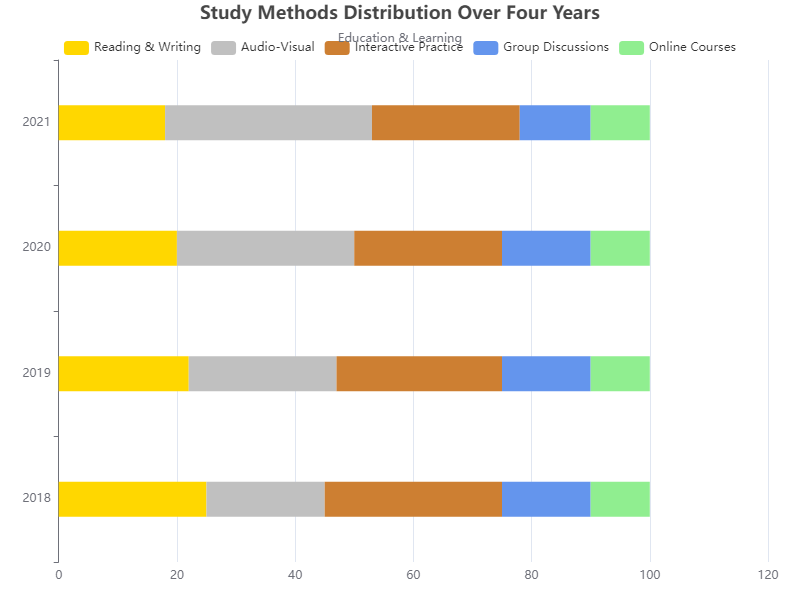 Study Methods Distribution Over Four Years
Education & Learning
Reading & Writing Audio-Visual Interactive Practice Group Discussions Online Courses
2021
2020
2019
2018
0 20 40 60 80 100 120